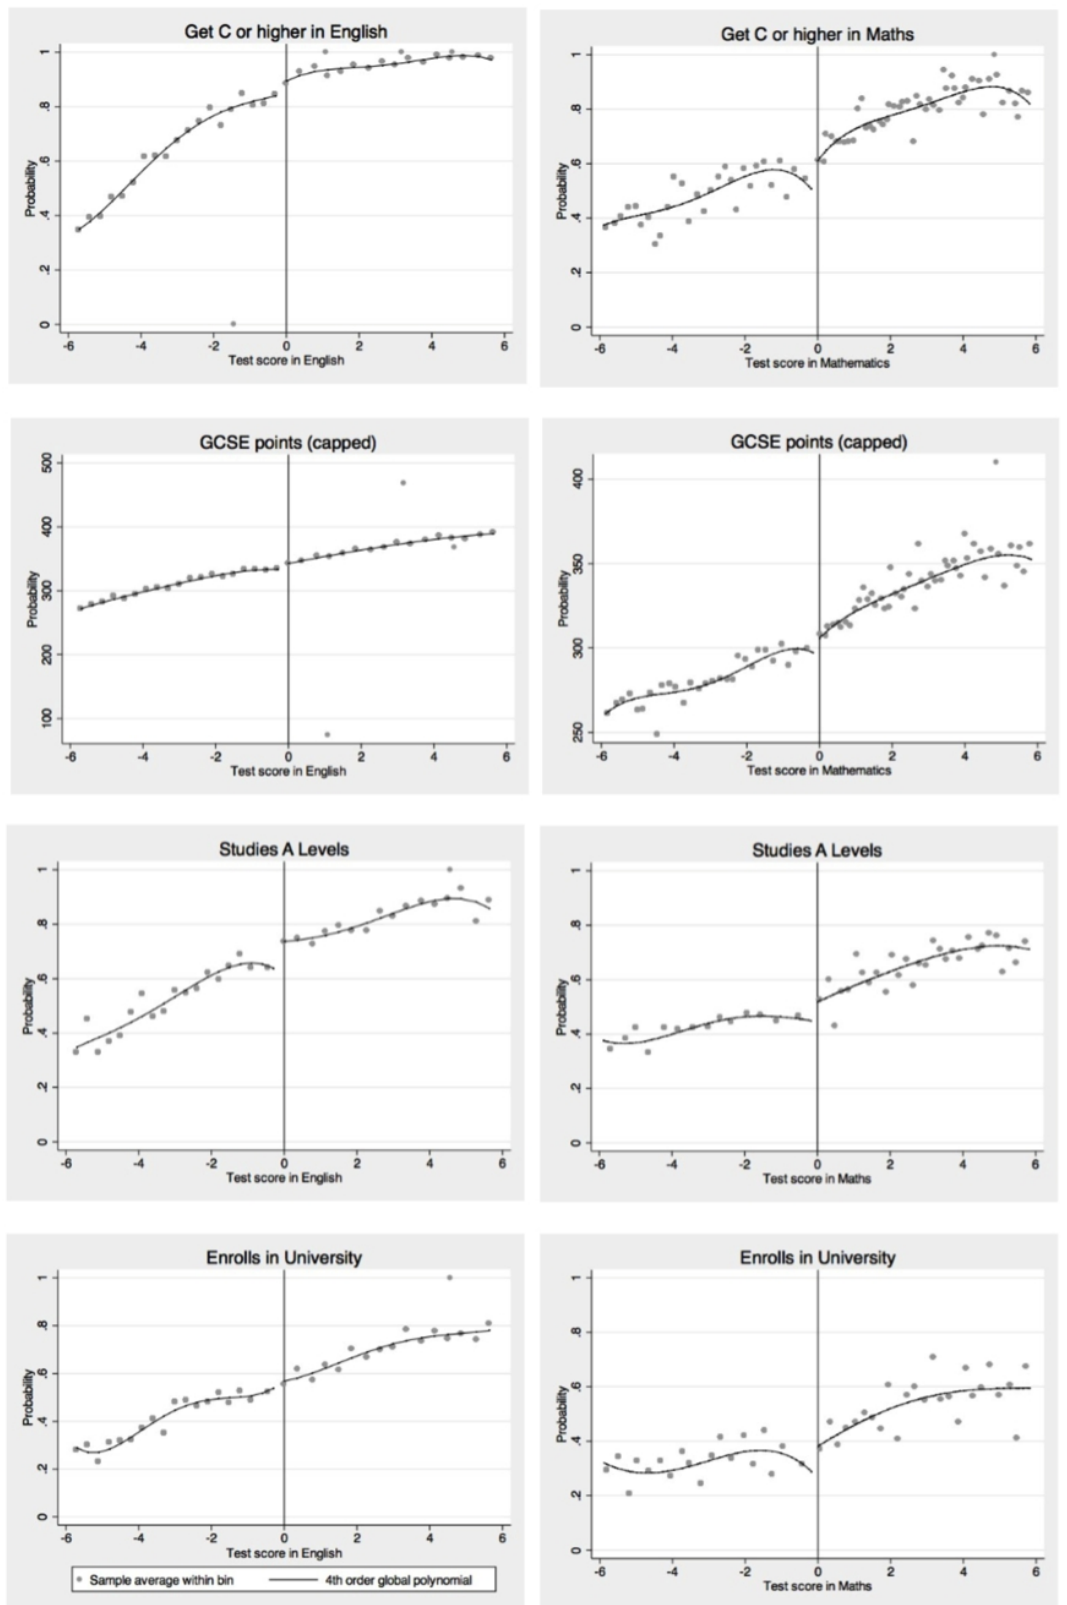 Get C or higher in English
Probability
0 .2 .4 .6 .8 1
-6 -4 -2 0 2 4 6
Test score in English
Get C or higher in Maths
Probability
0 .2 .4 .6 .8 1
-6 -4 -2 0 2 4 6
Test score in Mathematics
GCSE points (capped)
Probability
100 200 300 400 500
-6 -4 -2 0 2 4 6
Test score in English
GCSE points (capped)
Probability
250 300 350 400
-6 -4 -2 0 2 4 6
Test score in Mathematics
Studies A Levels
Probability
0 .2 .4 .6 .8 1
-6 -4 -2 0 2 4 6
Test score in English
Studies A Levels
Probability
0 .2 .4 .6 .8 1
-6 -4 -2 0 2 4 6
Test score in Maths
Enrolls in University
Probability
0 .2 .4 .6 .8 1
-6 -4 -2 0 2 4 6
Test score in English
Sample average within bin 4th order global polynomial
Enrolls in University
Probability
0 .2 .4 .6 .8 1
-6 -4 -2 0 2 4 6
Test score in Maths